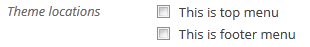 Theme locations
This is top menu
This is footer menu